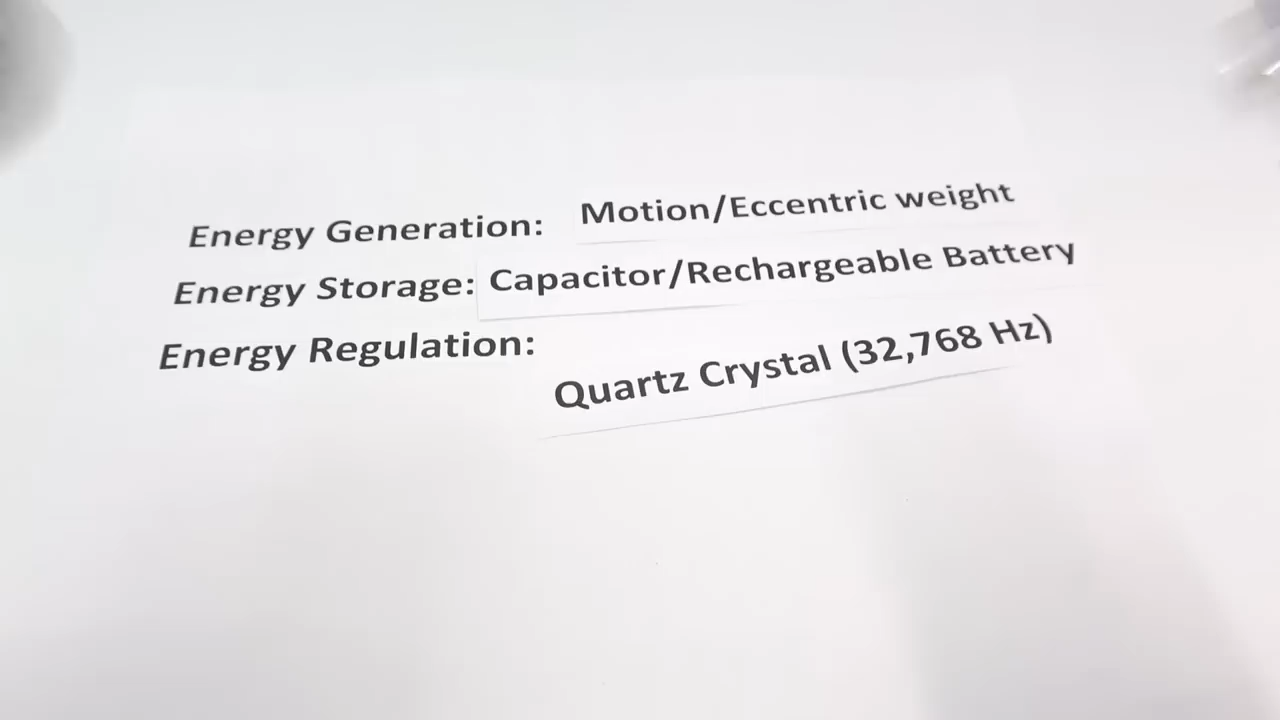 Energy Generation: Motion/Eccentric weight
Energy Storage: Capacitor/Rechargeable Battery
Energy Regulation: Quartz Crystal (32,768 Hz)